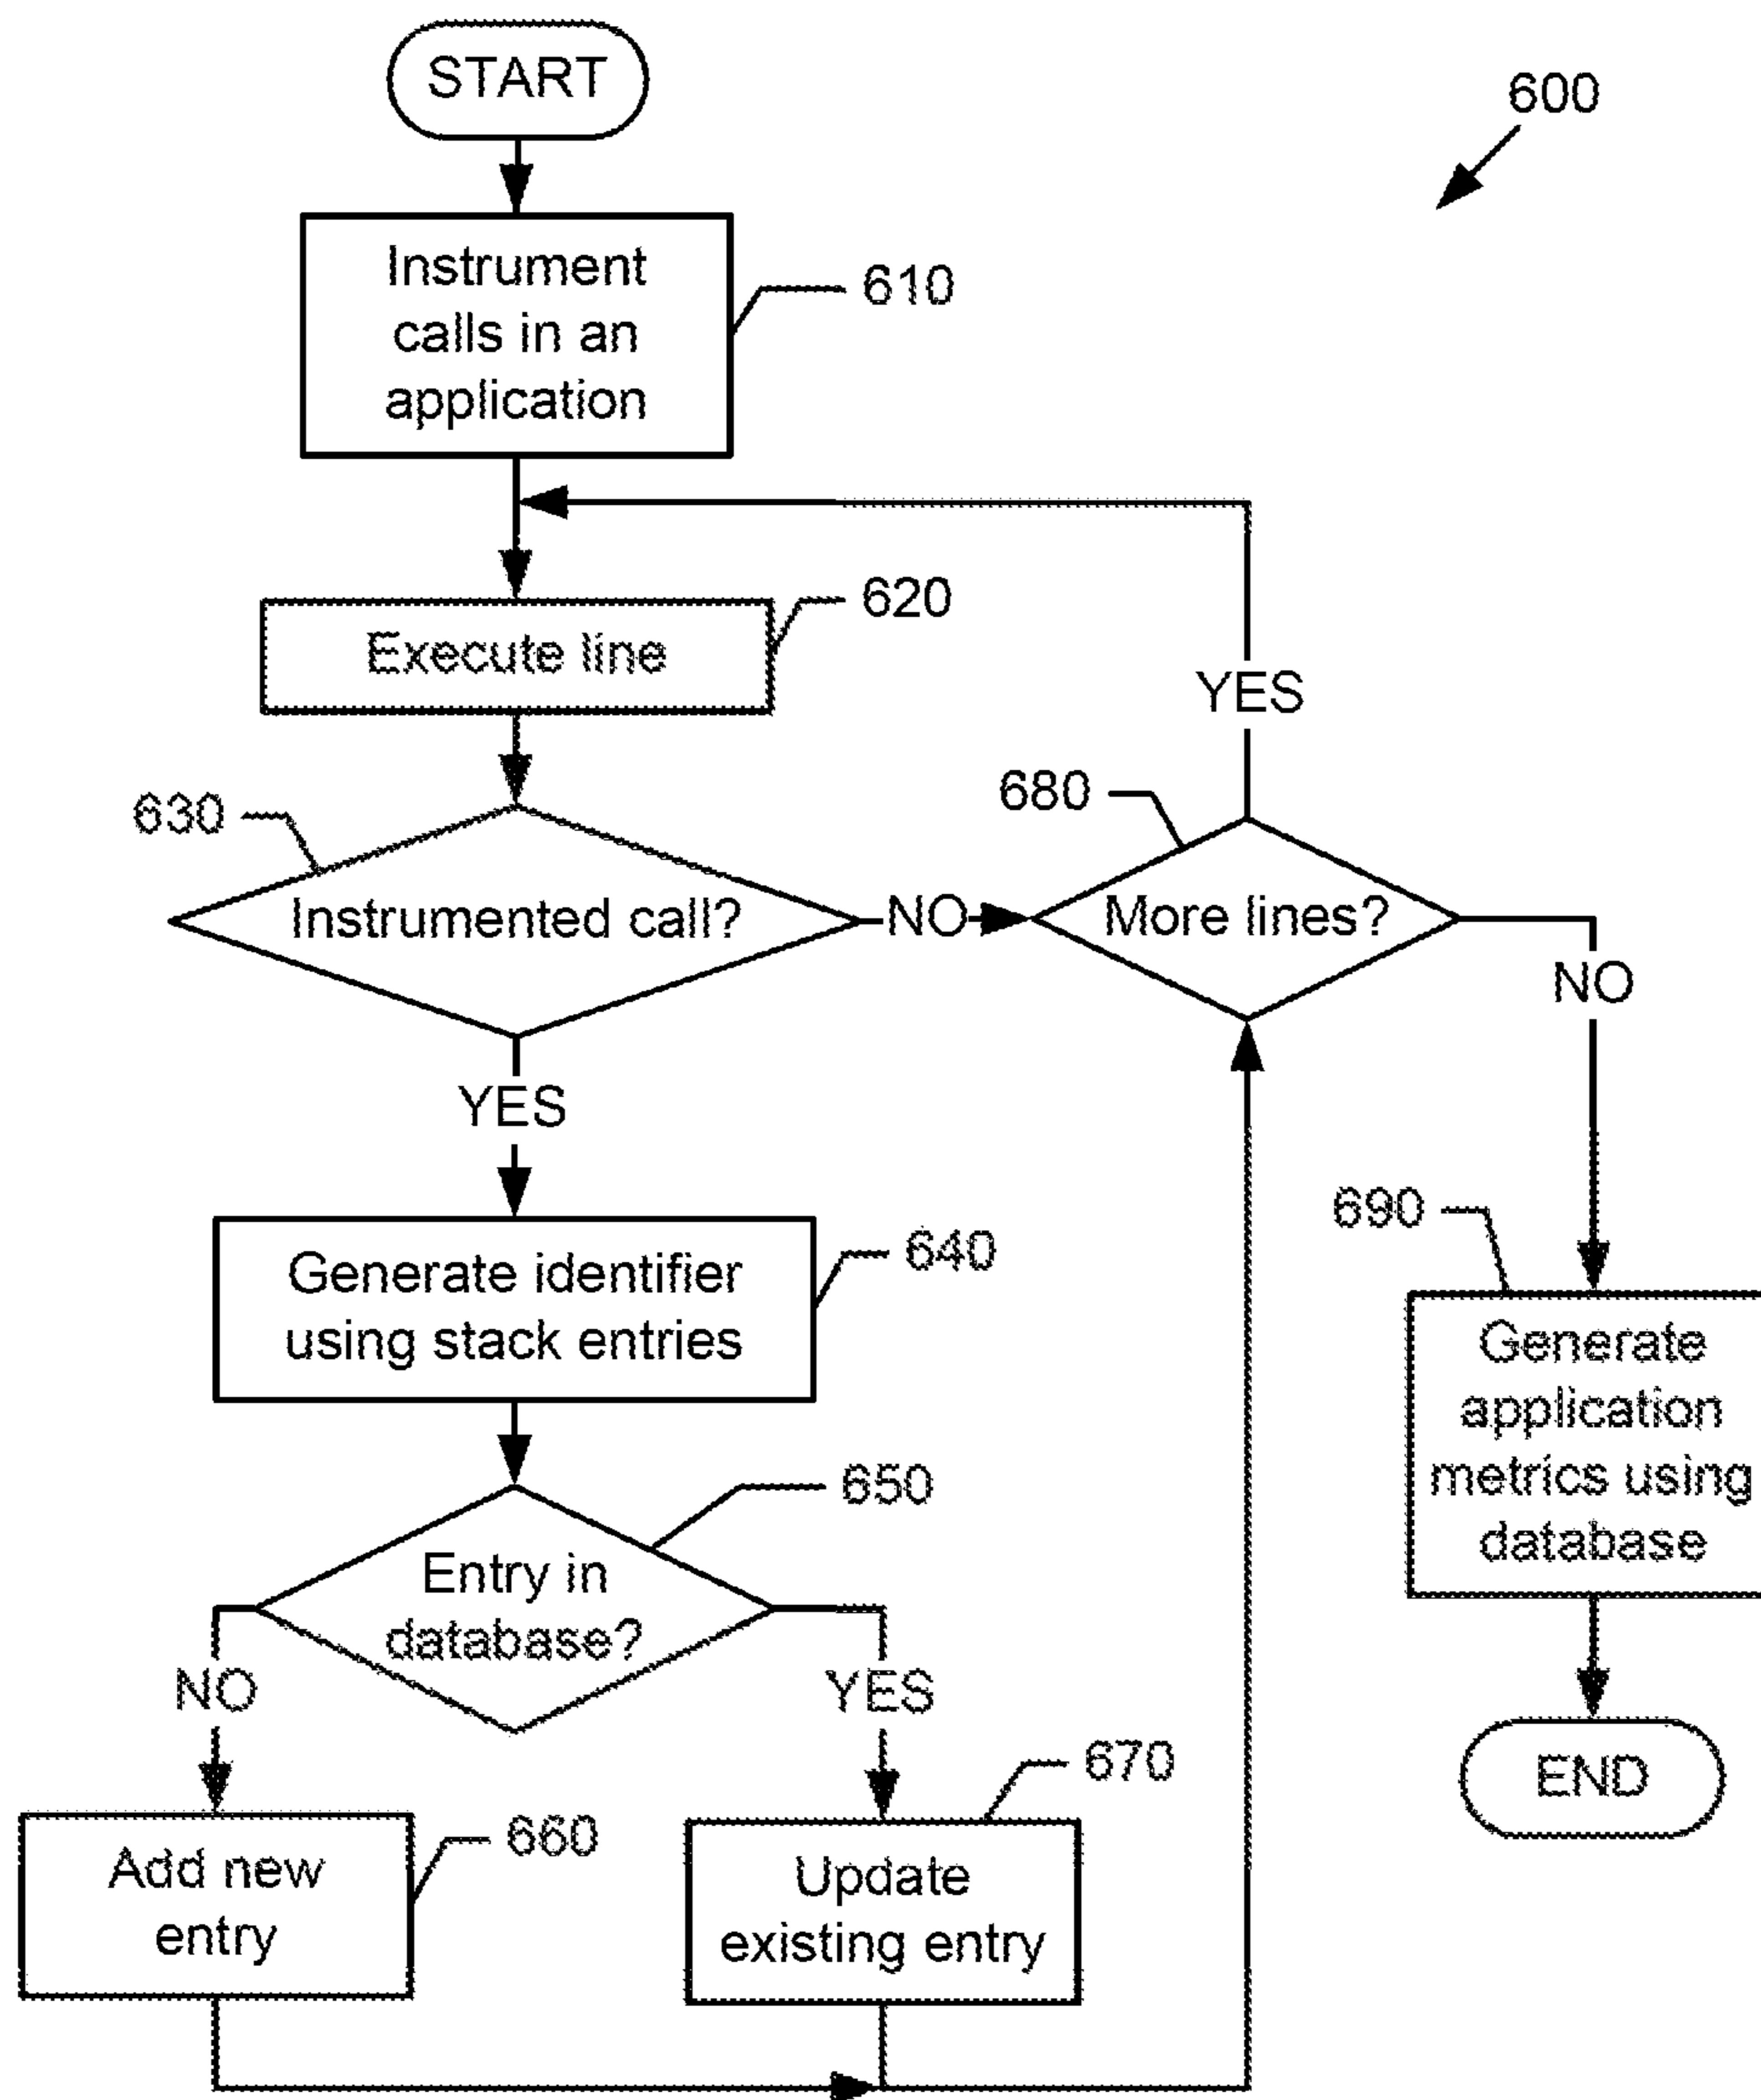 START
600
Instrument
calls in an
application
610
Execute line
620
YES
630
680
Instrumented call?
NO
More lines?
NO
YES
690
Generate identifier
using stack entries
640
Generate
application
metrics using
database
650
Entry in
database?
NO
YES
670
END
Add new
entry
660
Update
existing entry